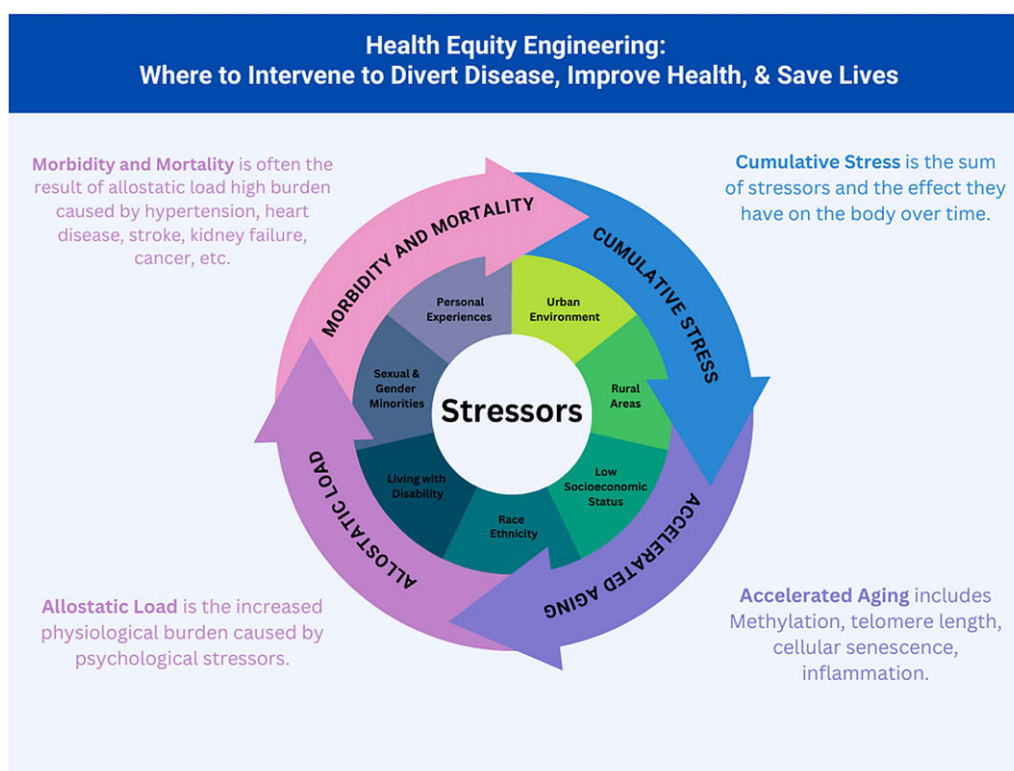 Health Equity Engineering:
Where to Intervene to Divert Disease, Improve Health, & Save Lives
Morbidity and Mortality is often the
result of allostatic load high burden
caused by hypertension, heart
disease, stroke, kidney failure,
cancer, etc.
Cumulative Stress is the sum
of stressors and the effect they
have on the body over time.
MORBIDITY AND MORTALITY
CUMULATIVE STRESS
ACCELERATED AGING
ALLOSTATIC LOAD
Personal
Experiences
Urban
Environment
Rural
Areas
Low
Socioeconomic
Status
Race
Ethnicity
Living with
Disability
Sexual &
Gender
Minorities
Stressors
Allostatic Load is the increased
physiological burden caused by
psychological stressors.
Accelerated Aging includes
Methylation, telomere length,
cellular senescence,
inflammation.